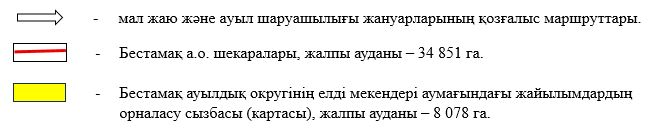 - мал жаю және ауыл шаруашылығы жануарларының қозғалыс маршруттары.
- Бестамақ а.о. шекаралары, жалпы ауданы – 34 851 га.
- Бестамақ ауылдық округінің елді мекендері аумағындағы жайылымдардың
орналасу сызбасы (картасы), жалпы ауданы – 8 078 га.